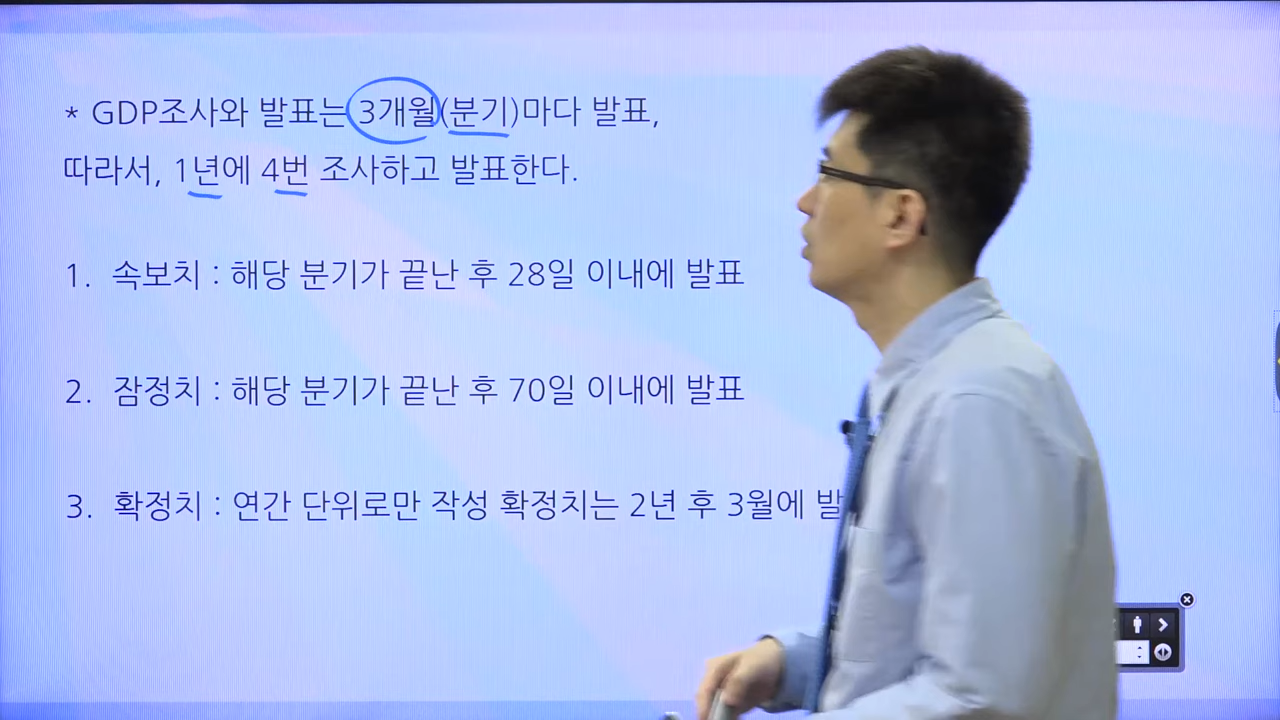 * GDP조사와 발표는 3개월(분기)마다 발표,
따라서, 1년에 4번 조사하고 발표한다.
1. 속보치 : 해당 분기가 끝난 후 28일 이내에 발표
2. 잠정치 : 해당 분기가 끝난 후 70일 이내에 발표
3. 확정치 : 연간 단위로만 작성 확정치는 2년 후 3월에 발